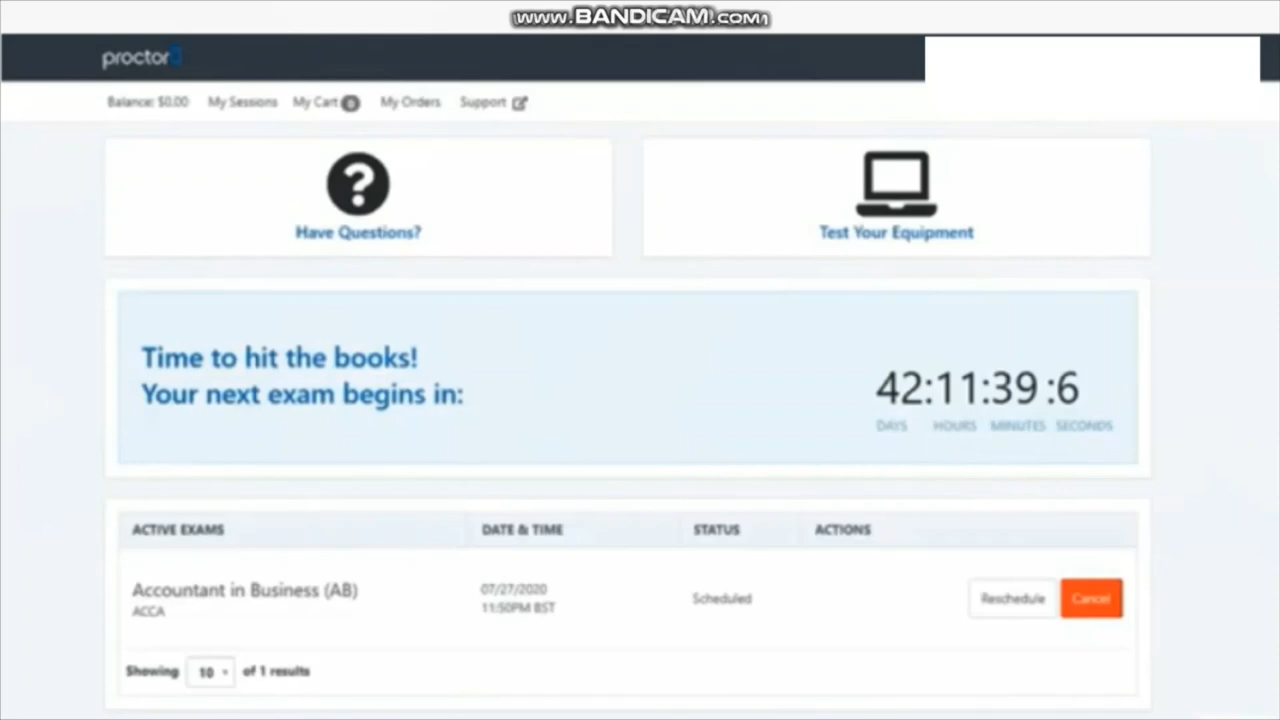 www.BANDICAM.com
proctor
Balance: $0.00 My Sessions My Cart 0 My Orders Support
Have Questions?
Test Your Equipment
Time to hit the books!
Your next exam begins in:
42:11:39 :6
DAYS HOURS MINUTES SECONDS
ACTIVE EXAMS DATE & TIME STATUS ACTIONS
Accountant in Business (AB)
ACCA
07/27/2020
11:50PM BST
Scheduled
Reschedule Cancel
Showing 10 of 1 results